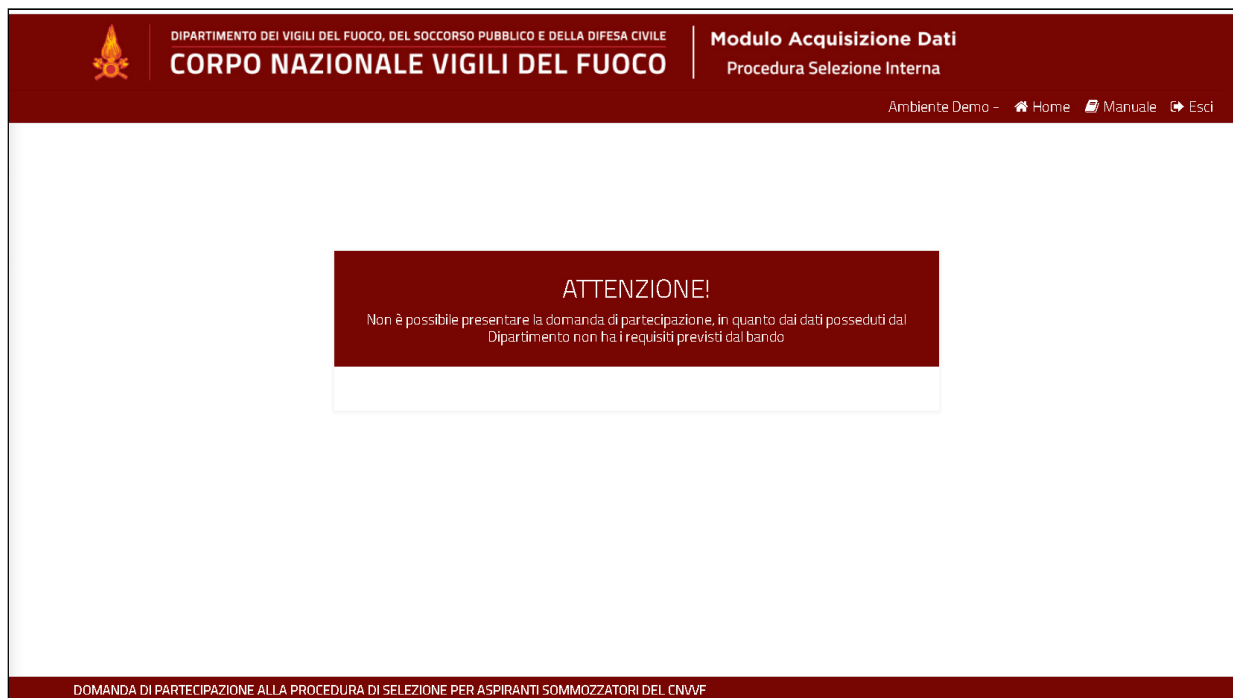 DIPARTIMENTO DEI VIGILI DEL FUOCO, DEL SOCCORSO PUBBLICO E DELLA DIFESA CIVILE
CORPO NAZIONALE VIGILI DEL FUOCO
Modulo Acquisizione Dati
Procedura Selezione Interna
Ambiente Demo - Home Manuale Esci
ATTENZIONE!
Non è possibile presentare la domanda di partecipazione, in quanto dai dati posseduti dal
Dipartimento non ha i requisiti previsti dal bando
DOMANDA DI PARTECIPAZIONE ALLA PROCEDURA DI SELEZIONE PER ASPIRANTI SOMMOZZATORI DEL CNVVF